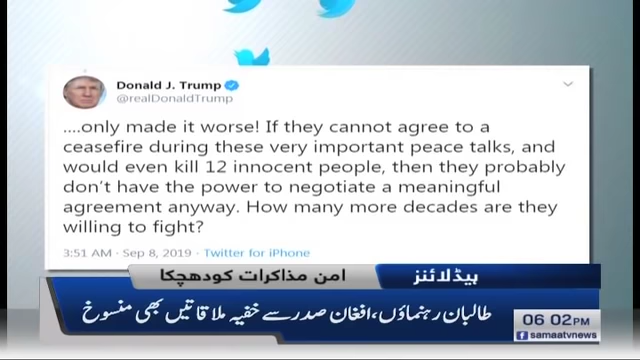 Donald J. Trump
@realDonaldTrump
....only made it worse! If they cannot agree to a
ceasefire during these very important peace talks, and
would even kill 12 innocent people, then they probably
don't have the power to negotiate a meaningful
agreement anyway. How many more decades are they
willing to fight?
3:51 AM · Sep 8, 2019 · Twitter for iPhone
ہیڈلائنز
امن مذاکرات کو دھچکا
طالبان رہنماؤں، افغان صدر سے خفیہ ملاقاتیں بھی منسوخ
06 02PM
f samaatvnews